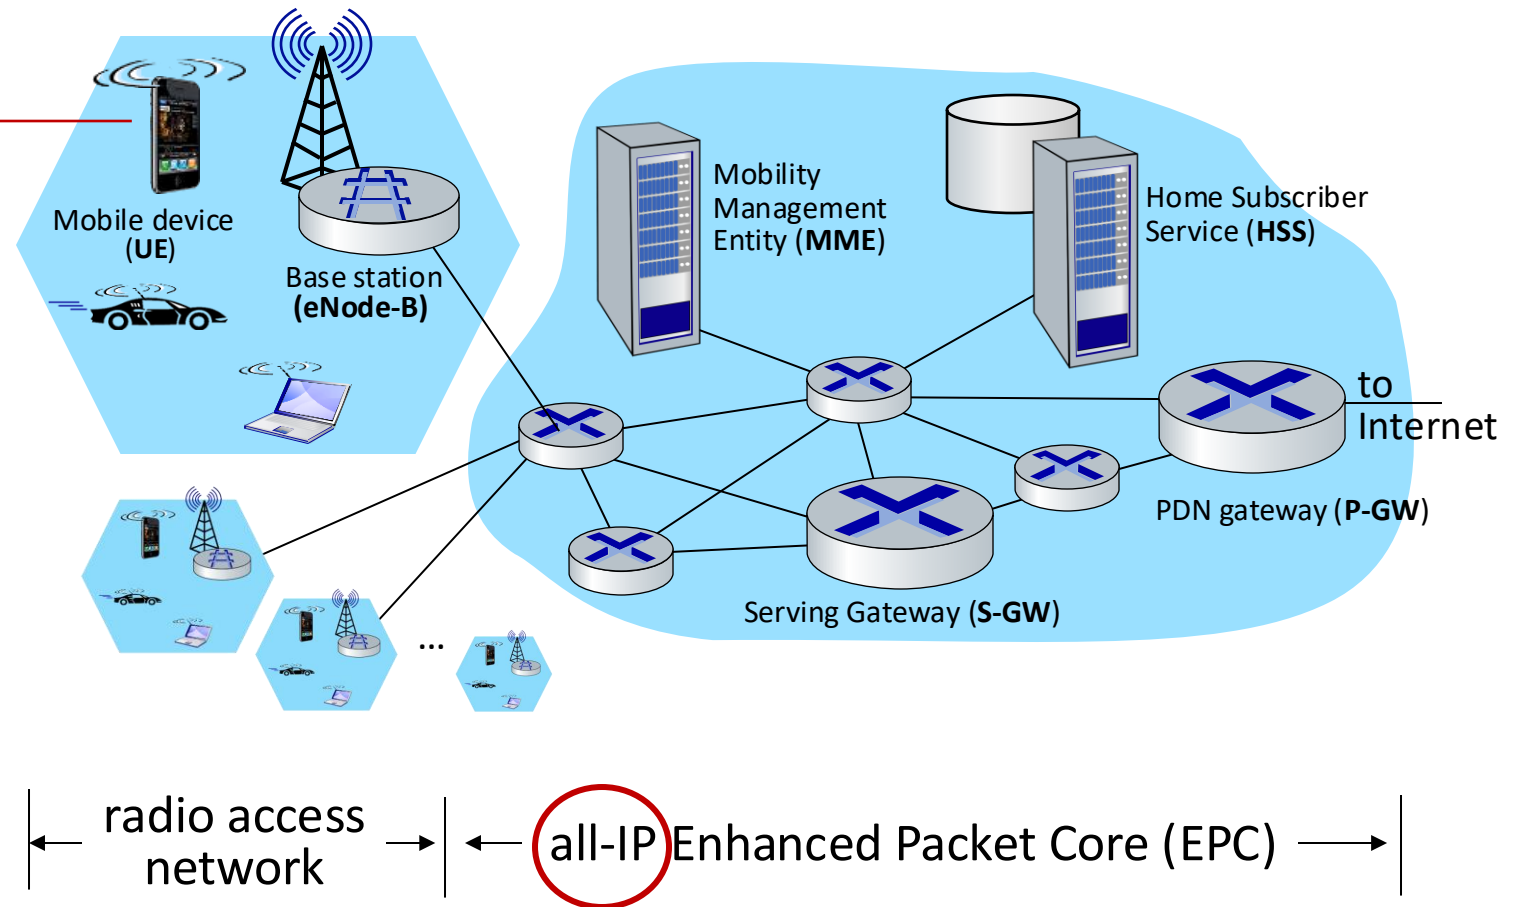 Mobile device
(UE)
Base station
(eNode-B)
Mobility
Management
Entity (MME)
Home Subscriber
Service (HSS)
to
Internet
PDN gateway (P-GW)
Serving Gateway (S-GW)
...
radio access
network
all-IP Enhanced Packet Core (EPC)